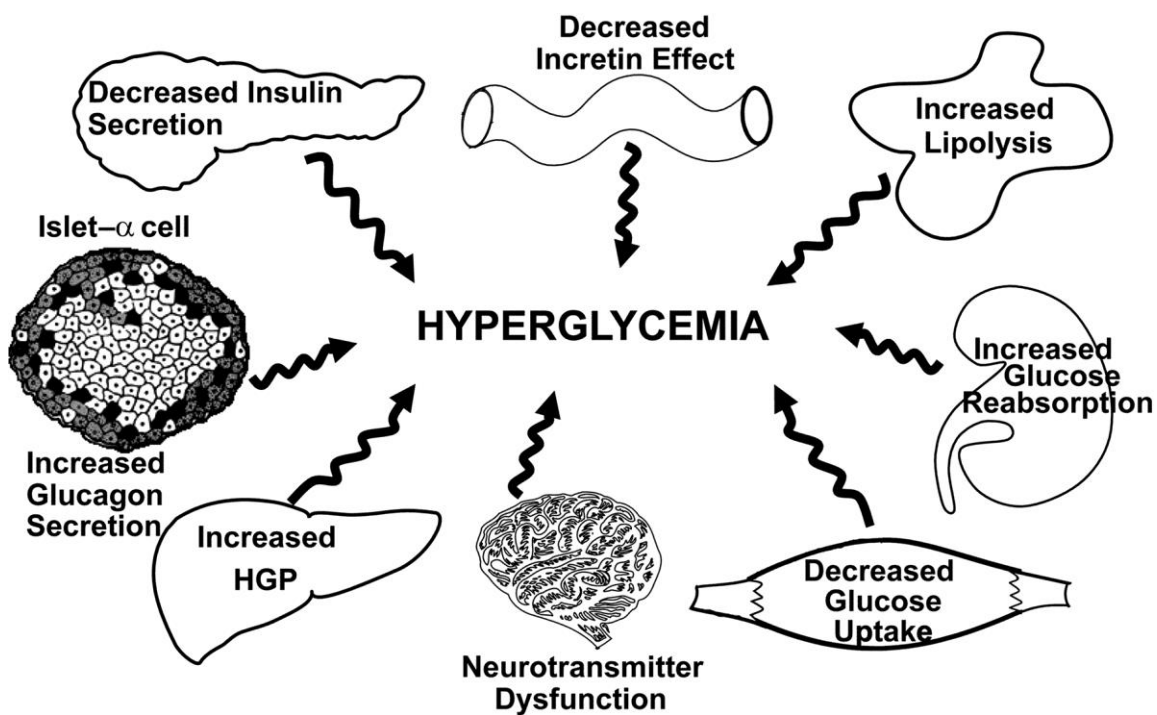 Decreased Insulin
Secretion
Decreased
Incretin Effect
Increased
Lipolysis
Islet–α cell
HYPERGLYCEMIA
Increased
Glucose
Reabsorption
Increased
Glucagon
Secretion
Increased
HGP
Neurotransmitter
Dysfunction
Decreased
Glucose
Uptake